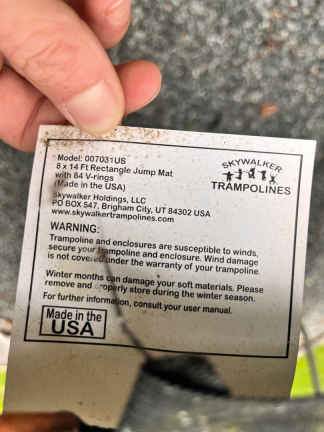 Model: 007031US
8 x 14 Ft Rectangle Jump Mat
with 84 V-rings
(Made in the USA)
SKYWALKER
TRAMPOLINES
Skywalker Holdings, LLC
PO BOX 547, Brigham City, UT 84302 USA
www.skywalkertrampolines.com
WARNING:
Trampoline and enclosures are susceptible to winds,
secure your trampoline and enclosure. Wind damage
is not covered under the warranty of your trampoline.
Winter months can damage your soft materials. Please
remove and properly store during the winter season.
For further information, consult your user manual.
Made in the
USA